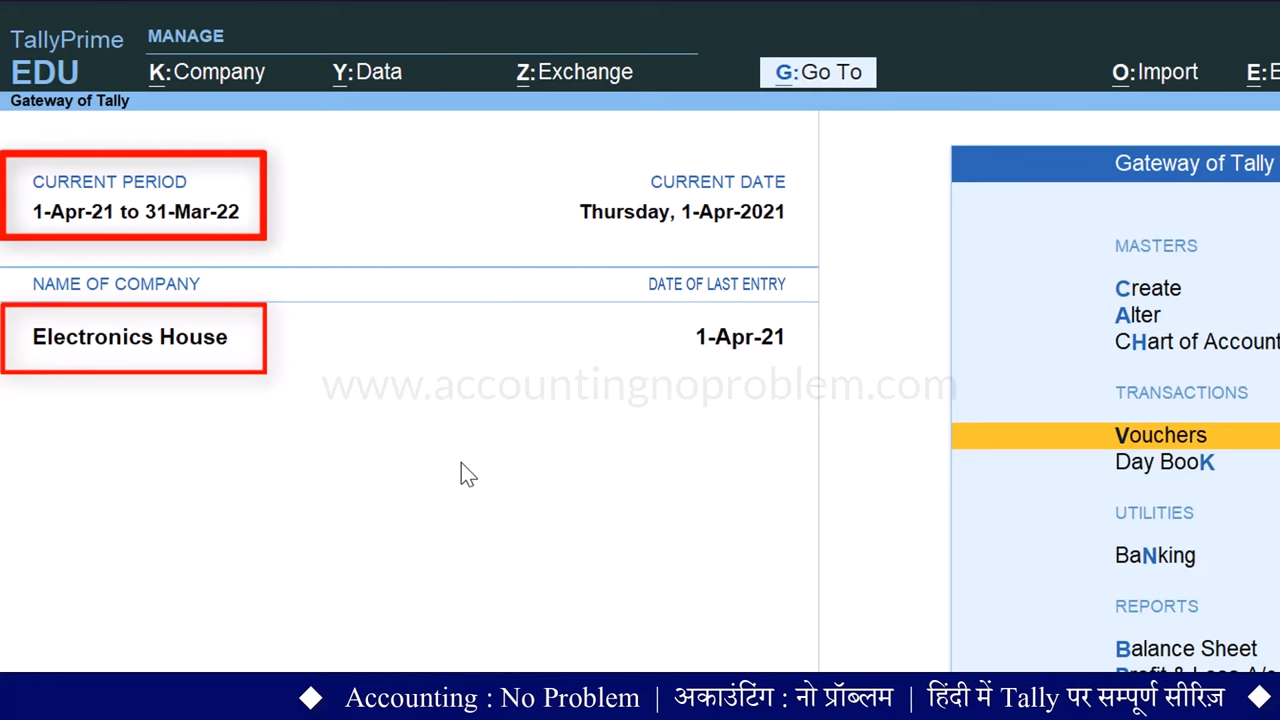 TallyPrime
MANAGE
EDU
K:Company Y:Data Z:Exchange G:Go To O:Import E:E
Gateway of Tally
Gateway of Tally
CURRENT PERIOD CURRENT DATE
1-Apr-21 to 31-Mar-22 Thursday, 1-Apr-2021
NAME OF COMPANY DATE OF LAST ENTRY
Electronics House 1-Apr-21
www.accountingnoproblem.com
MASTERS
Create
Alter
CHart of Account
TRANSACTIONS
Vouchers
Day BooK
UTILITIES
BaNking
REPORTS
Balance Sheet
Profit & Loss A/c
Accounting : No Problem | अकाउंटिंग : नो प्रॉब्लम | हिंदी में Tally पर सम्पूर्ण सीरिज़